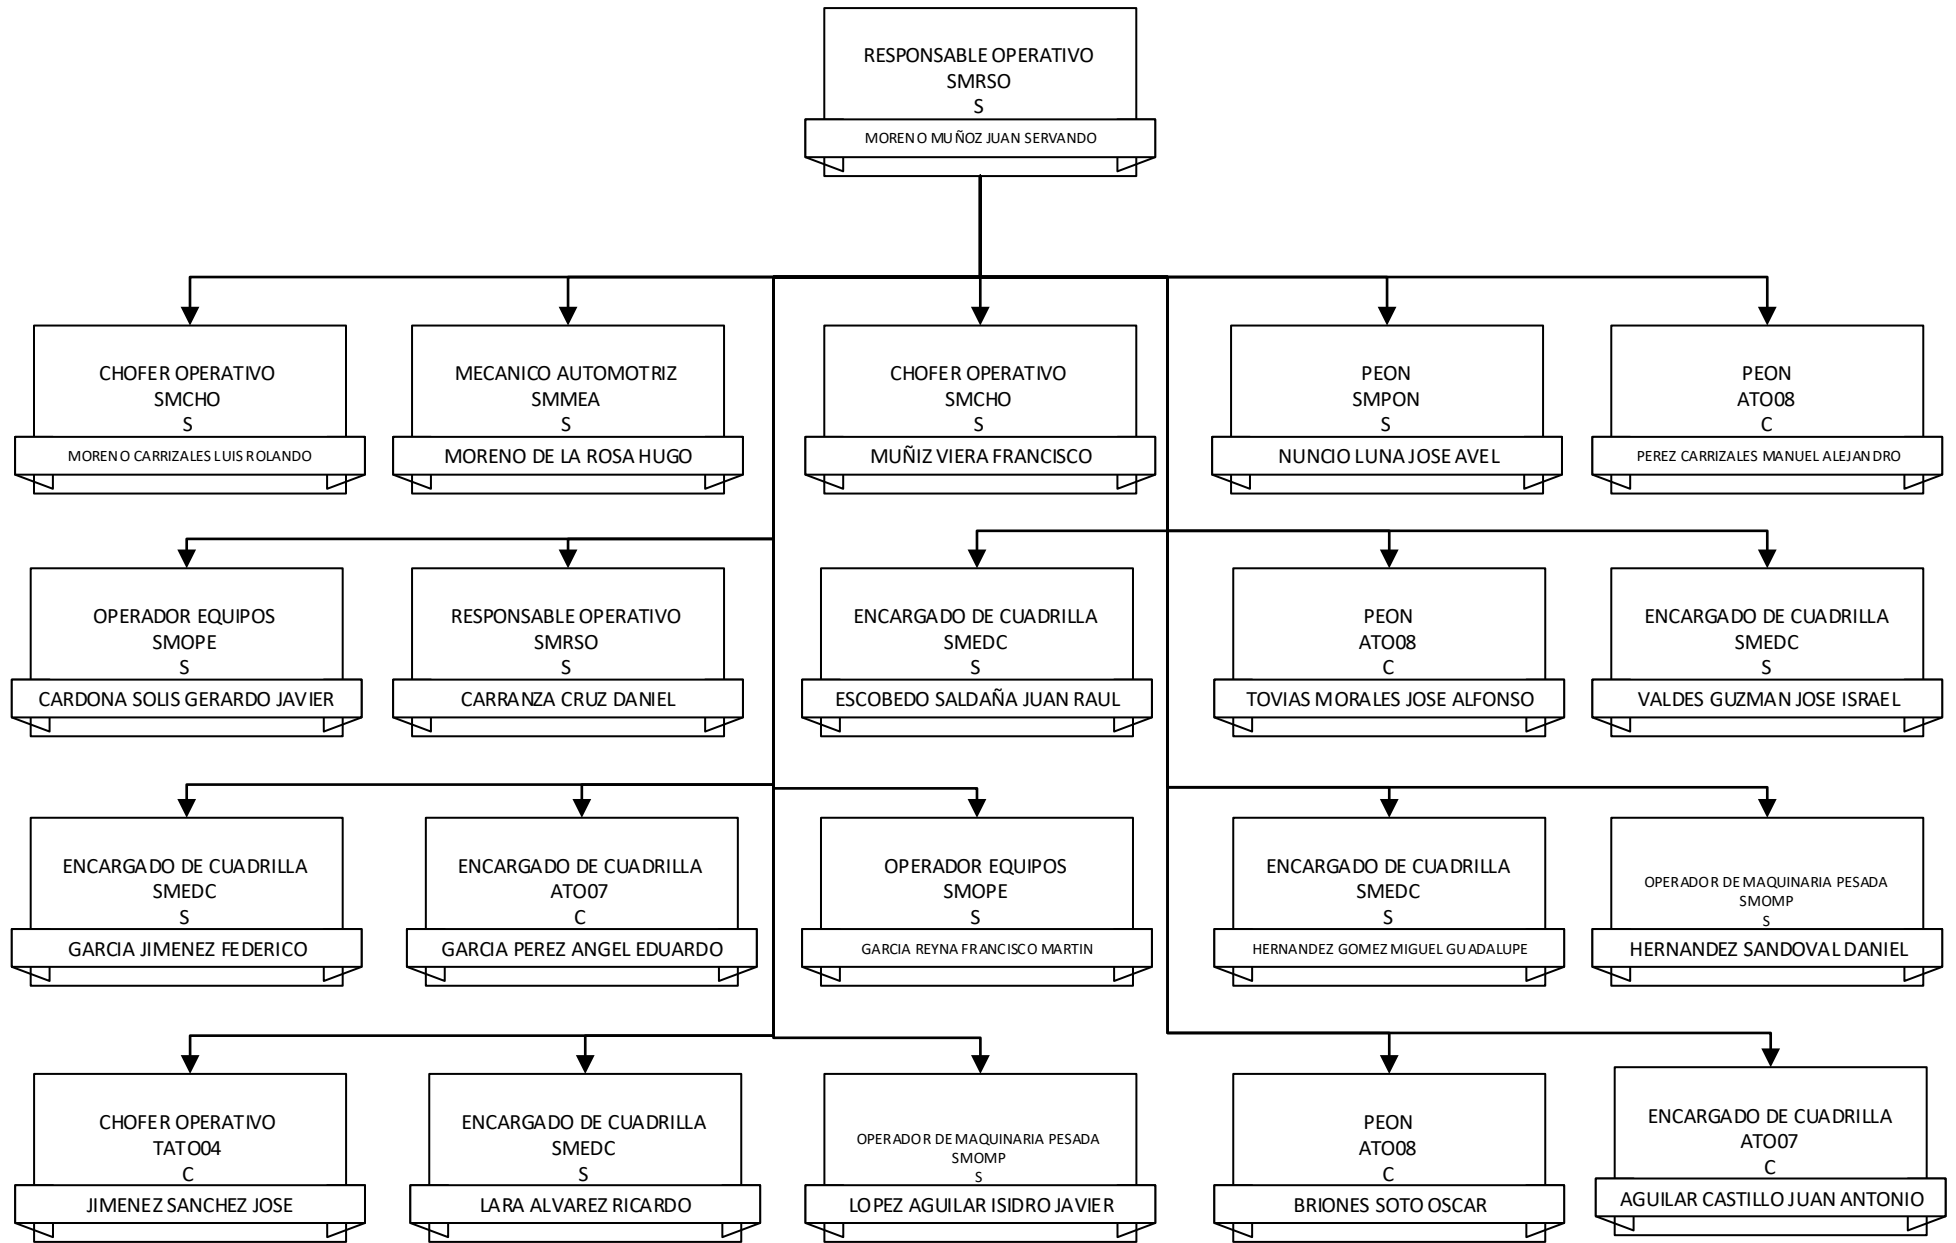 RESPONSABLE OPERATIVO
SMRSO
S
MORENO MUÑOZ JUAN SERVANDO
CHOFER OPERATIVO
SMCHO
S
MORENO CARRIZALES LUIS ROLANDO
MECANICO AUTOMOTRIZ
SMMEA
S
MORENO DE LA ROSA HUGO
CHOFER OPERATIVO
SMCHO
S
MUÑIZ VIERA FRANCISCO
PEON
SMPON
S
NUNCIO LUNA JOSE AVEL
PEON
ATO08
C
PEREZ CARRIZALES MANUEL ALEJANDRO
OPERADOR EQUIPOS
SMOPE
S
CARDONA SOLIS GERARDO JAVIER
RESPONSABLE OPERATIVO
SMRSO
S
CARRANZA CRUZ DANIEL
ENCARGADO DE CUADRILLA
SMEDC
S
ESCOBEDO SALDAÑA JUAN RAUL
PEON
ATO08
C
TOVIAS MORALES JOSE ALFONSO
ENCARGADO DE CUADRILLA
SMEDC
S
VALDES GUZMAN JOSE ISRAEL
ENCARGADO DE CUADRILLA
SMEDC
S
GARCIA JIMENEZ FEDERICO
ENCARGADO DE CUADRILLA
ATO07
C
GARCIA PEREZ ANGEL EDUARDO
OPERADOR EQUIPOS
SMOPE
S
GARCIA REYNA FRANCISCO MARTIN
ENCARGADO DE CUADRILLA
SMEDC
S
HERNANDEZ GOMEZ MIGUEL GUADALUPE
OPERADOR DE MAQUINARIA PESADA
SMOMP
S
HERNANDEZ SANDOVAL DANIEL
CHOFER OPERATIVO
TATO04
C
JIMENEZ SANCHEZ JOSE
ENCARGADO DE CUADRILLA
SMEDC
S
LARA ALVAREZ RICARDO
OPERADOR DE MAQUINARIA PESADA
SMOMP
S
LOPEZ AGUILAR ISIDRO JAVIER
PEON
ATO08
C
BRIONES SOTO OSCAR
ENCARGADO DE CUADRILLA
ATO07
C
AGUILAR CASTILLO JUAN ANTONIO